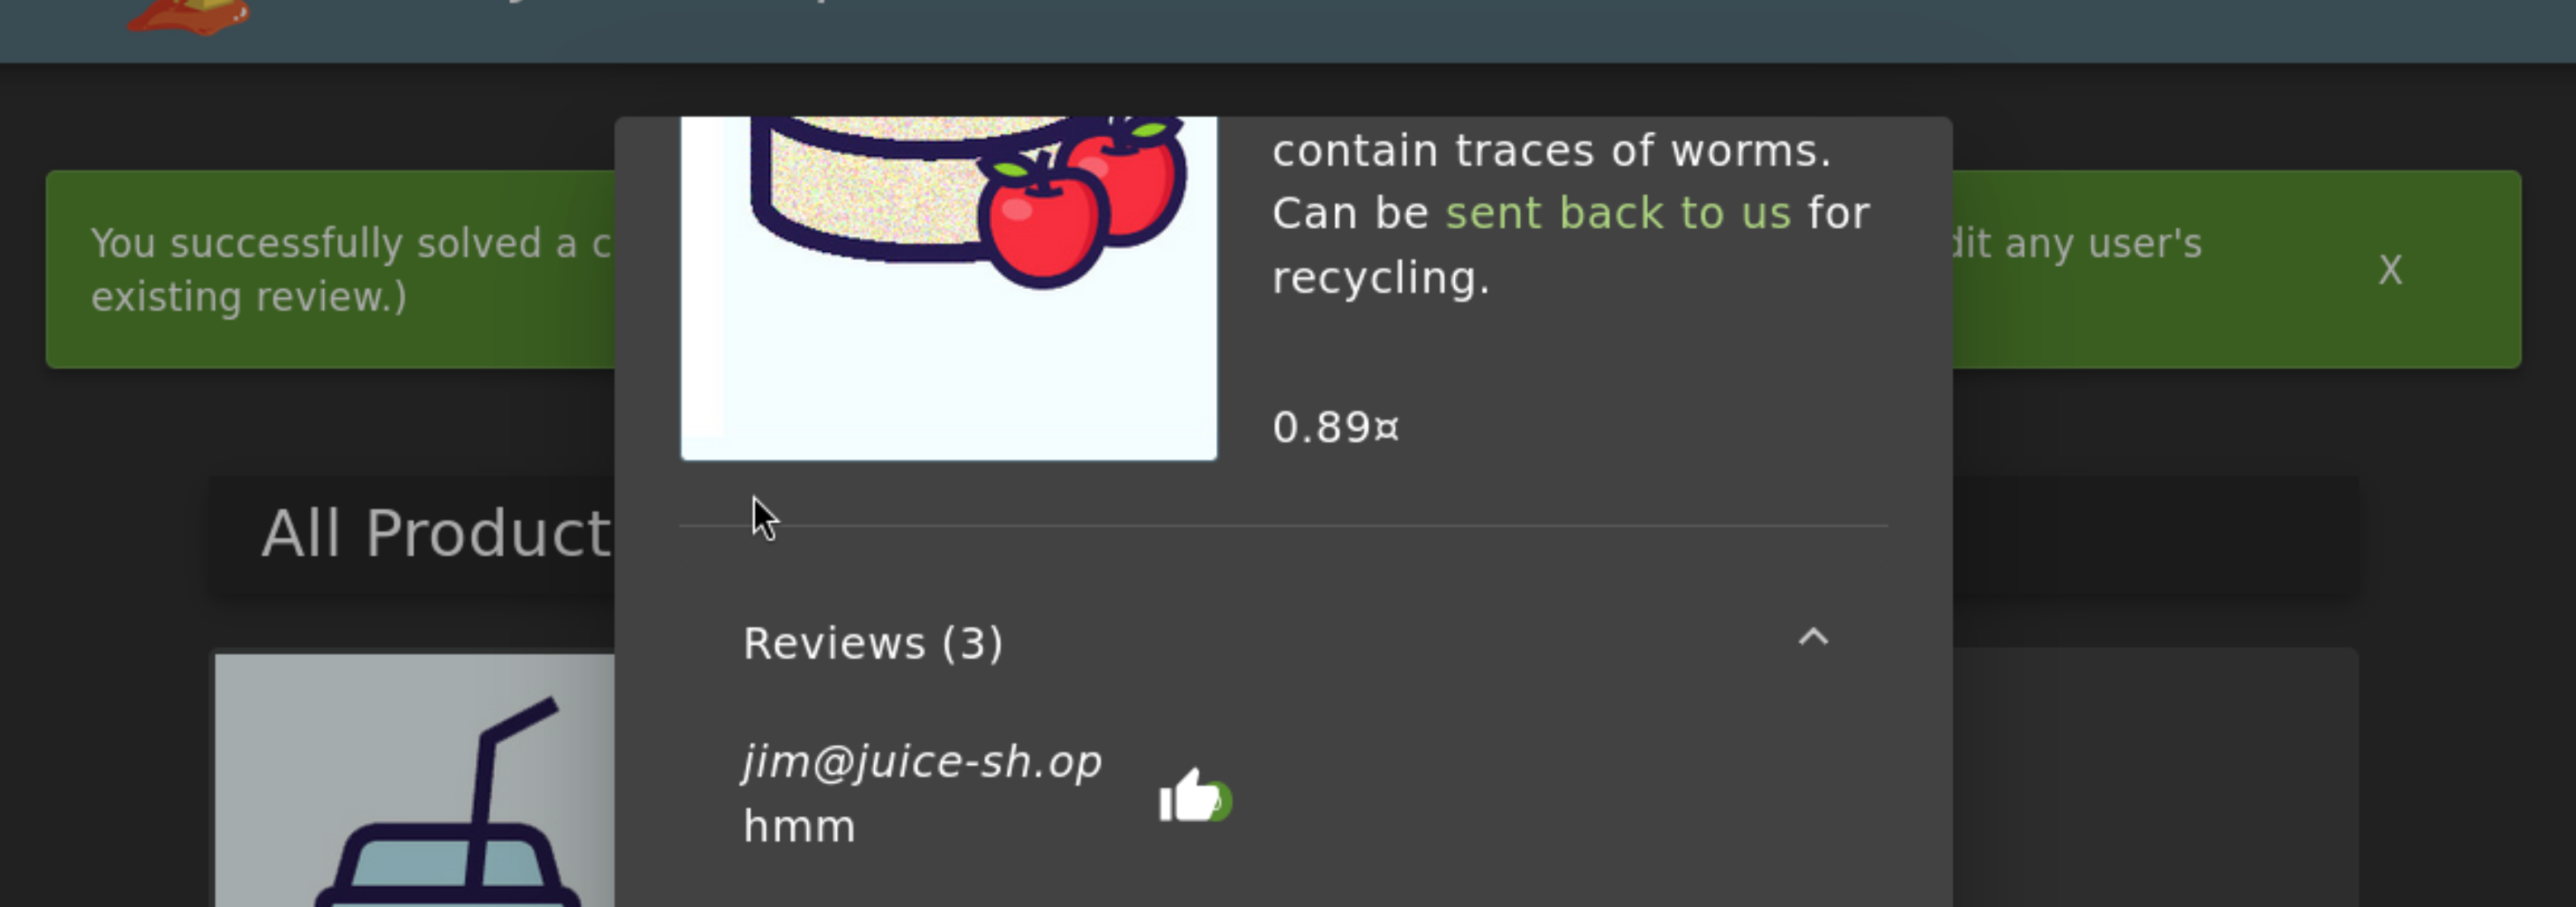 contain traces of worms.
Can be sent back to us for
recycling.
You successfully solved a c
dit any user's
existing review.)
X
0.89¤
All Product
Reviews (3)
jim@juice-sh.op
hmm